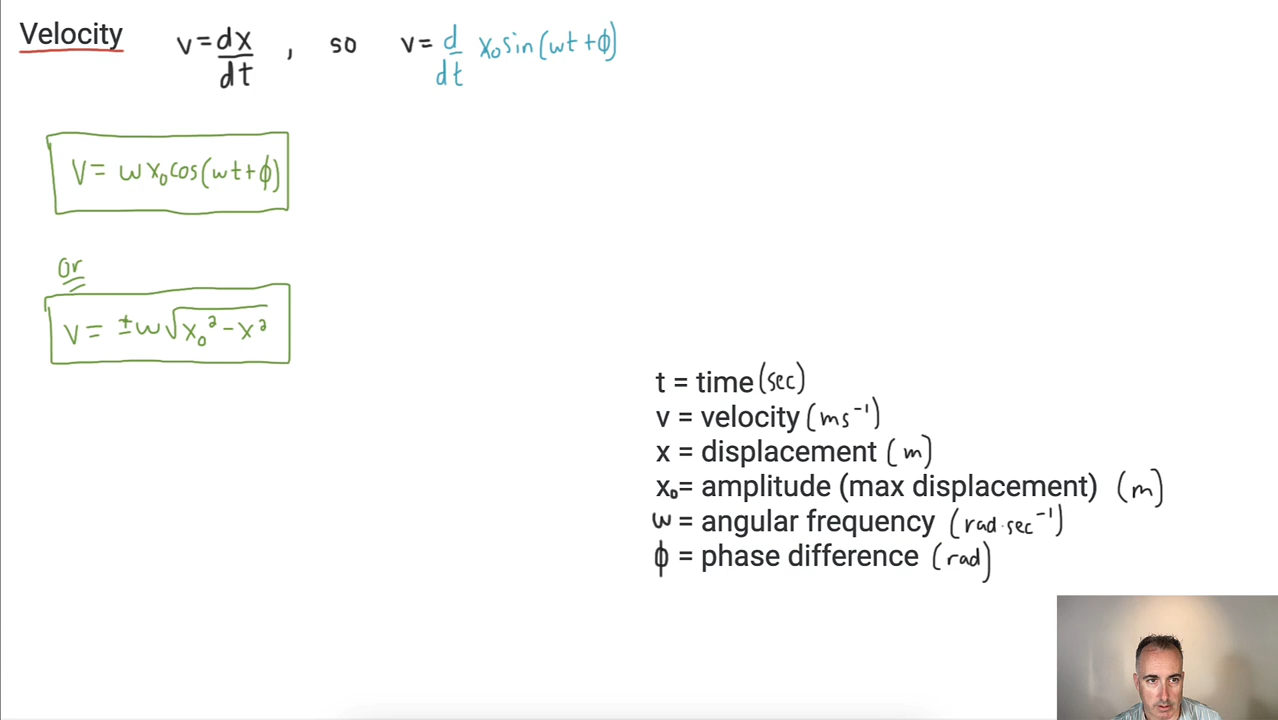 Velocity v = dx/dt , so v = d/dt x₀sin(ωt+ϕ)
v = ωx₀cos(ωt+ϕ)
or
v = ±ω√(x₀²−x²)
t = time (sec)
v = velocity (ms⁻¹)
x = displacement (m)
x₀= amplitude (max displacement) (m)
ω = angular frequency (rad·sec⁻¹)
ϕ = phase difference (rad)